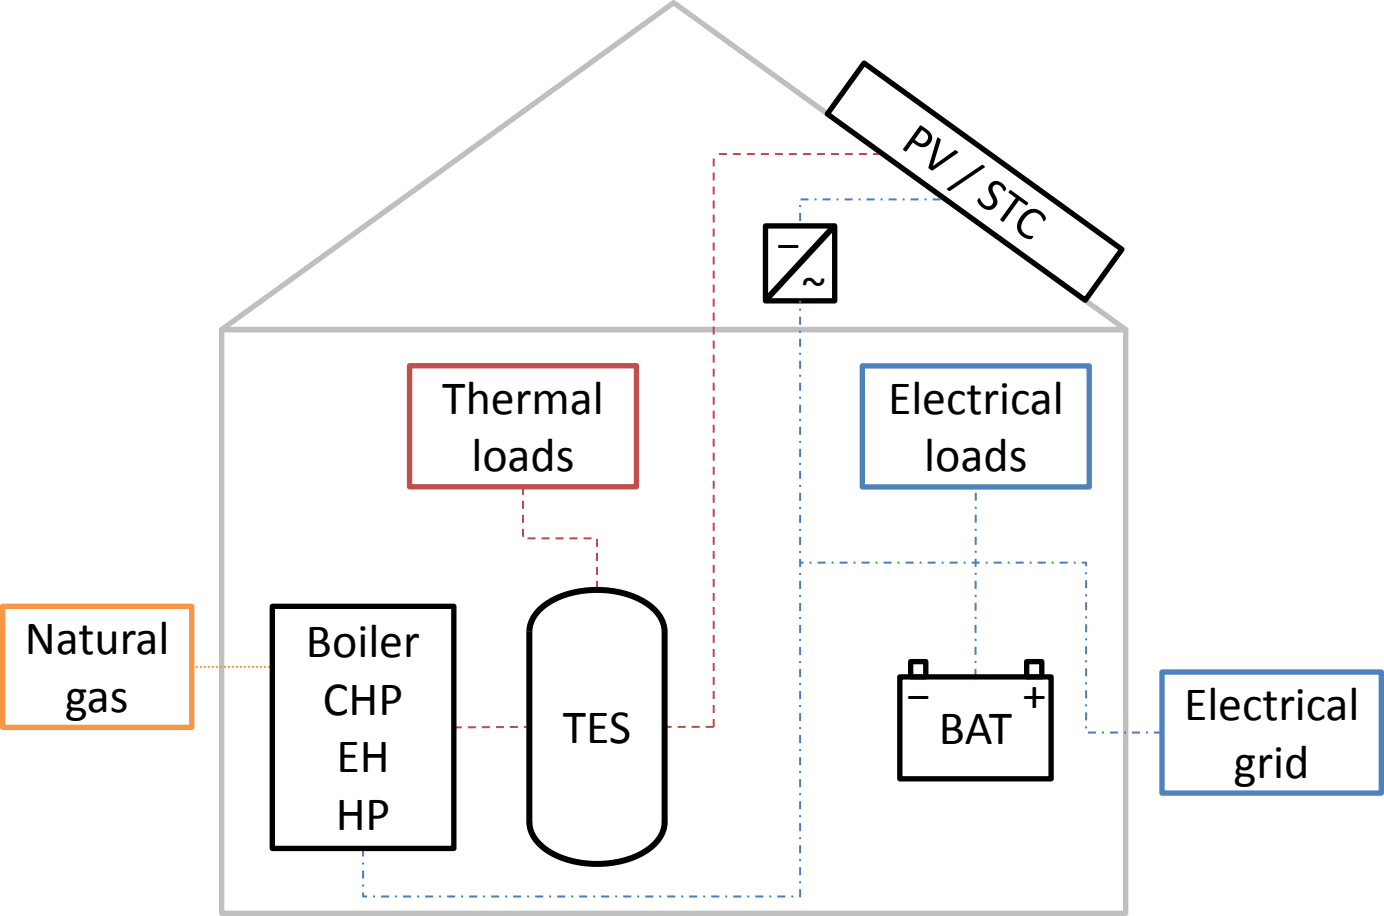 PV / STC
–
~
Thermal
loads
Electrical
loads
Natural
gas
Boiler
CHP
EH
HP
TES
– +
BAT
Electrical
grid